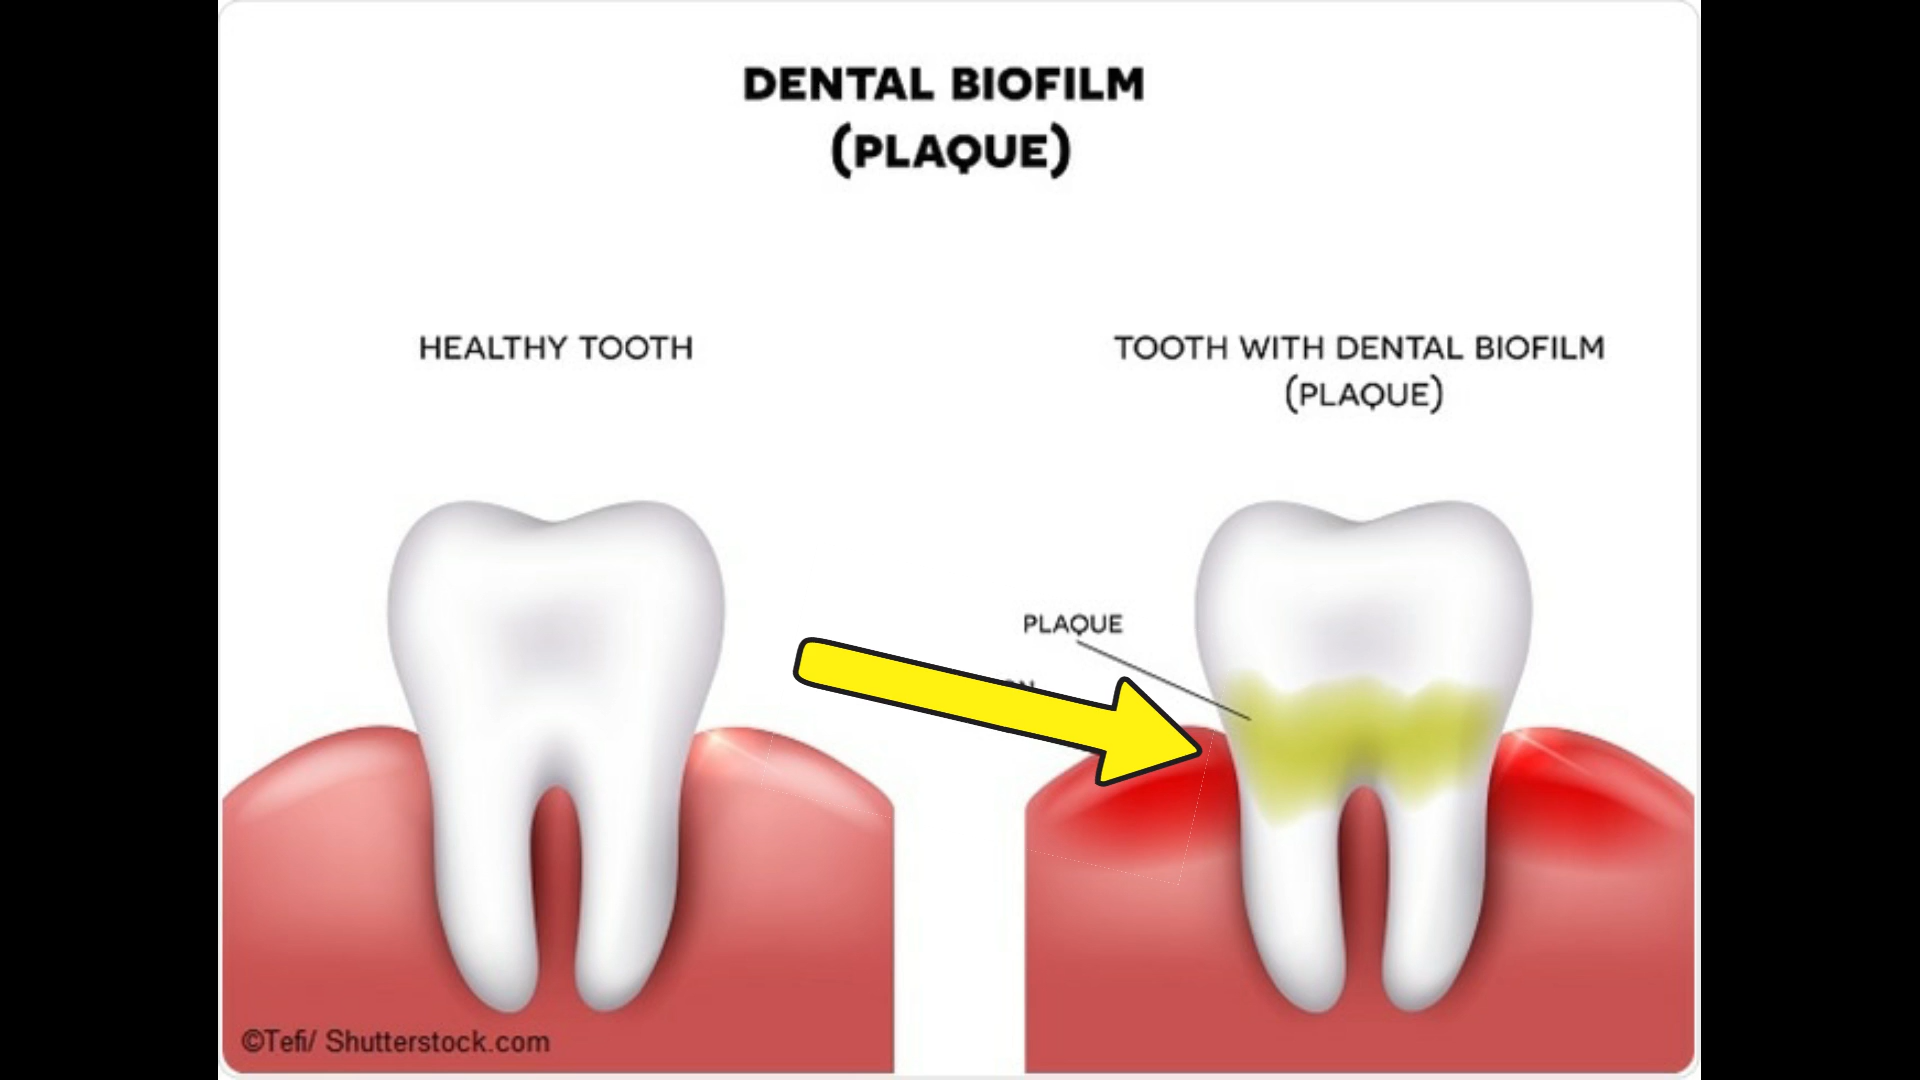 DENTAL BIOFILM
(PLAQUE)
HEALTHY TOOTH
TOOTH WITH DENTAL BIOFILM
(PLAQUE)
PLAQUE
©Tefi/ Shutterstock.com